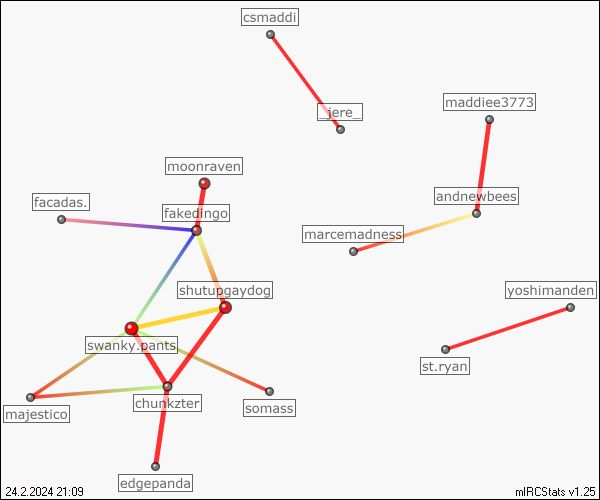 csmaddi
maddiee3773
_jere_
moonraven
andnewbees
facadas.
fakedingo
marcemadness
shutupgaydog
yoshimanden
swanky.pants
st.ryan
majestico
chunkzter
somass
edgepanda
24.2.2024 21:09
mIRCStats v1.25